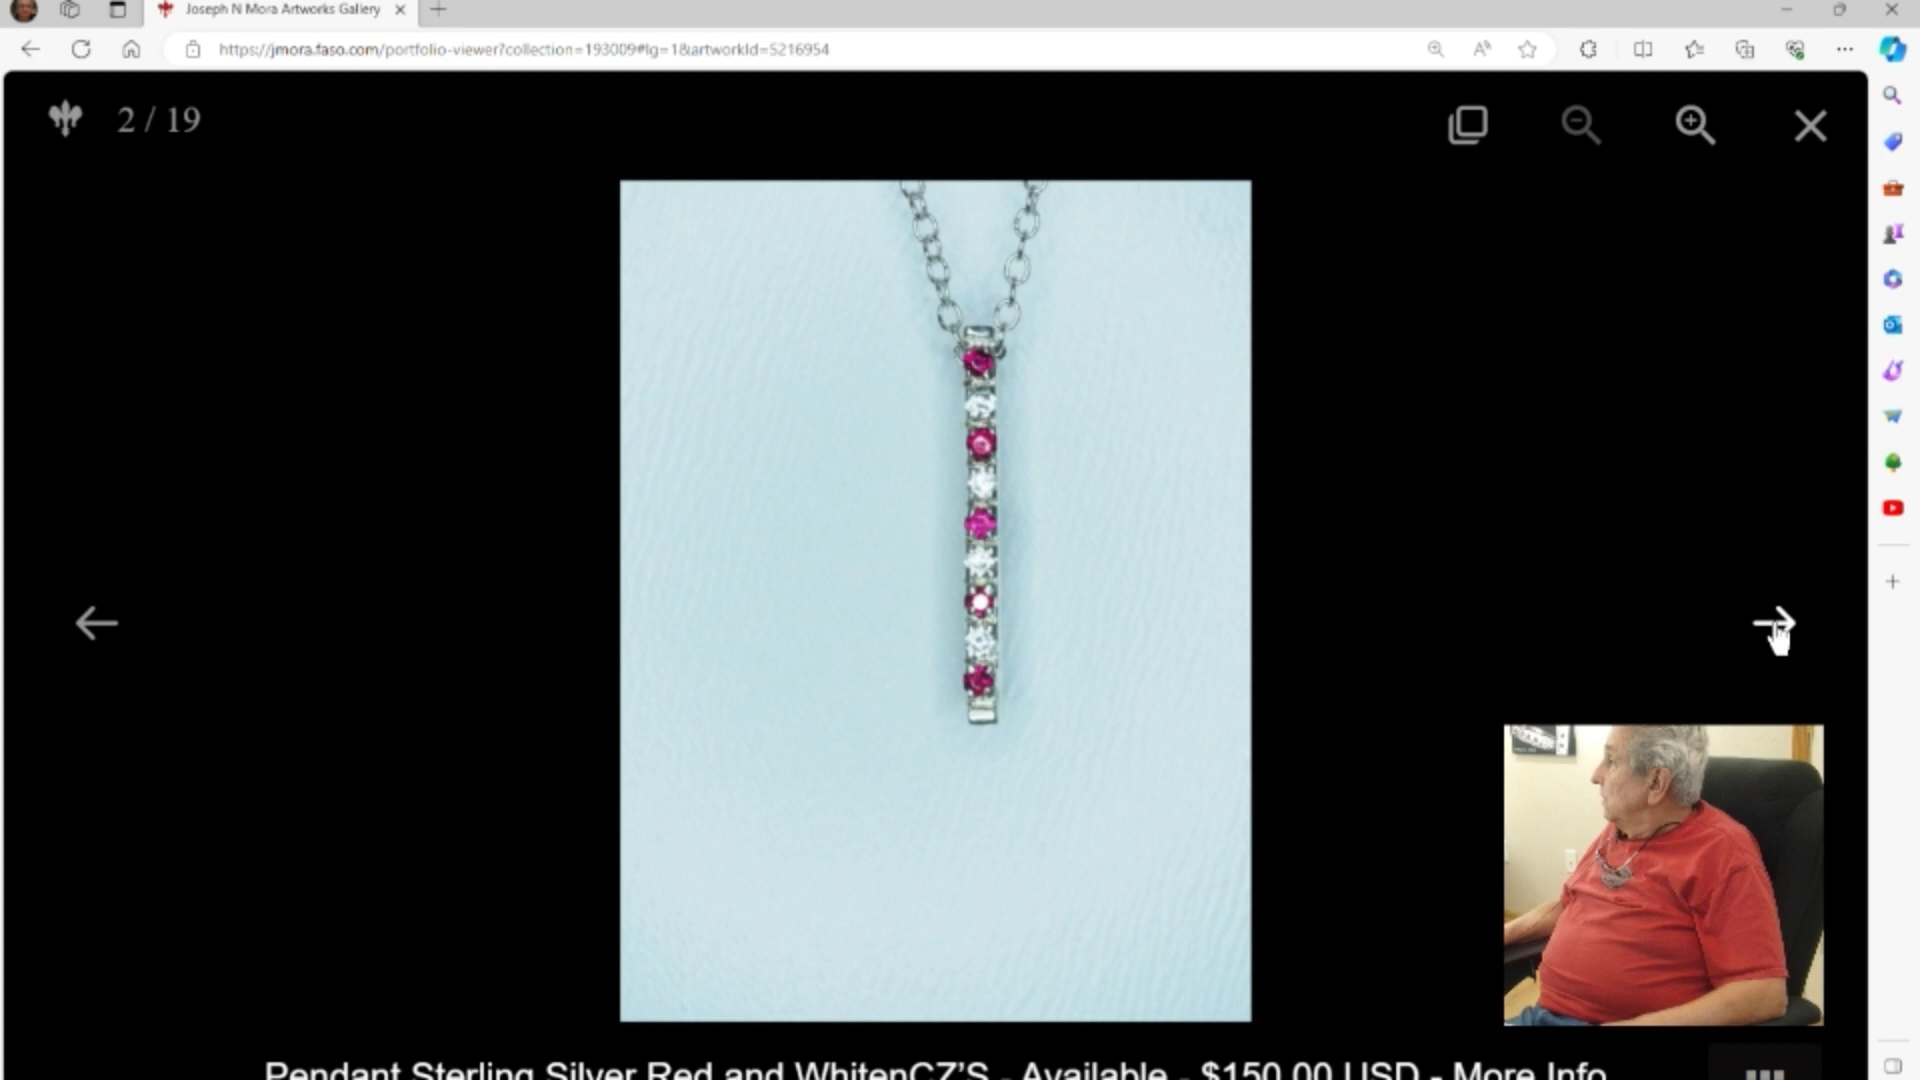 Joseph N Mora Artworks Gallery
https://jmora.faso.com/portfolio-viewer?collection=193009#lg=1&artworkId=5216954
2 / 19
Pendant Sterling Silver Red and WhitenCZ'S - Available - $150.00 USD - More Info